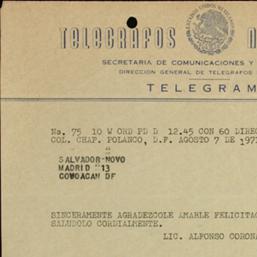 TELEGRAFOS N
SECRETARIA DE COMUNICACIONES Y
DIRECCION GENERAL DE TELEGRAFOS
TELEGRAM
No. 75 10 W ORD PD D 12.45 CON 60 DIREC
COL. CHAP. POLANCO, D.F. AGOSTO 7 DE 197
SALVADOR NOVO
MADRID 13
COYOACAN DF
SINCERAMENTE AGRADEZCOLE AMABLE FELICITAC
SALUDOLO CORDIALMENTE.
LIC. ALFONSO CORONA